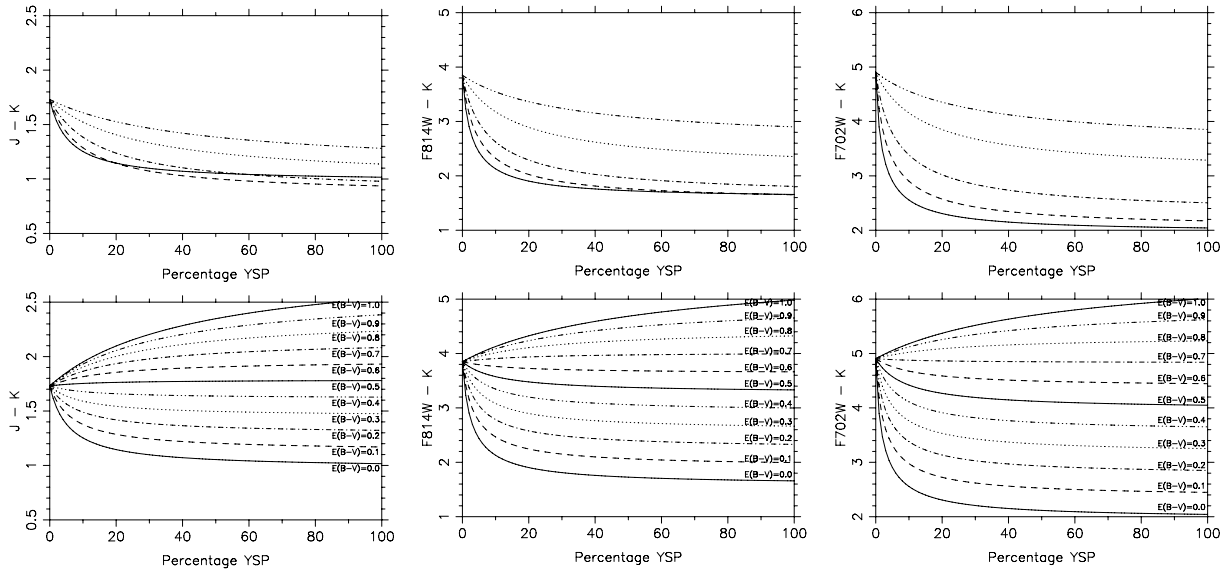 2.5
2
1.5
1
0.5
J − K
0 20 40 60 80 100
Percentage YSP
5
4
3
2
1
F814W − K
0 20 40 60 80 100
Percentage YSP
6
5
4
3
2
F702W − K
0 20 40 60 80 100
Percentage YSP
2.5
2
1.5
1
0.5
J − K
E(B−V)=1.0
E(B−V)=0.9
E(B−V)=0.8
E(B−V)=0.7
E(B−V)=0.6
E(B−V)=0.5
E(B−V)=0.4
E(B−V)=0.3
E(B−V)=0.2
E(B−V)=0.1
E(B−V)=0.0
0 20 40 60 80 100
Percentage YSP
5
4
3
2
1
F814W − K
E(B−V)=1.0
E(B−V)=0.9
E(B−V)=0.8
E(B−V)=0.7
E(B−V)=0.6
E(B−V)=0.5
E(B−V)=0.4
E(B−V)=0.3
E(B−V)=0.2
E(B−V)=0.1
E(B−V)=0.0
0 20 40 60 80 100
Percentage YSP
6
5
4
3
2
F702W − K
E(B−V)=1.0
E(B−V)=0.9
E(B−V)=0.8
E(B−V)=0.7
E(B−V)=0.6
E(B−V)=0.5
E(B−V)=0.4
E(B−V)=0.3
E(B−V)=0.2
E(B−V)=0.1
E(B−V)=0.0
0 20 40 60 80 100
Percentage YSP